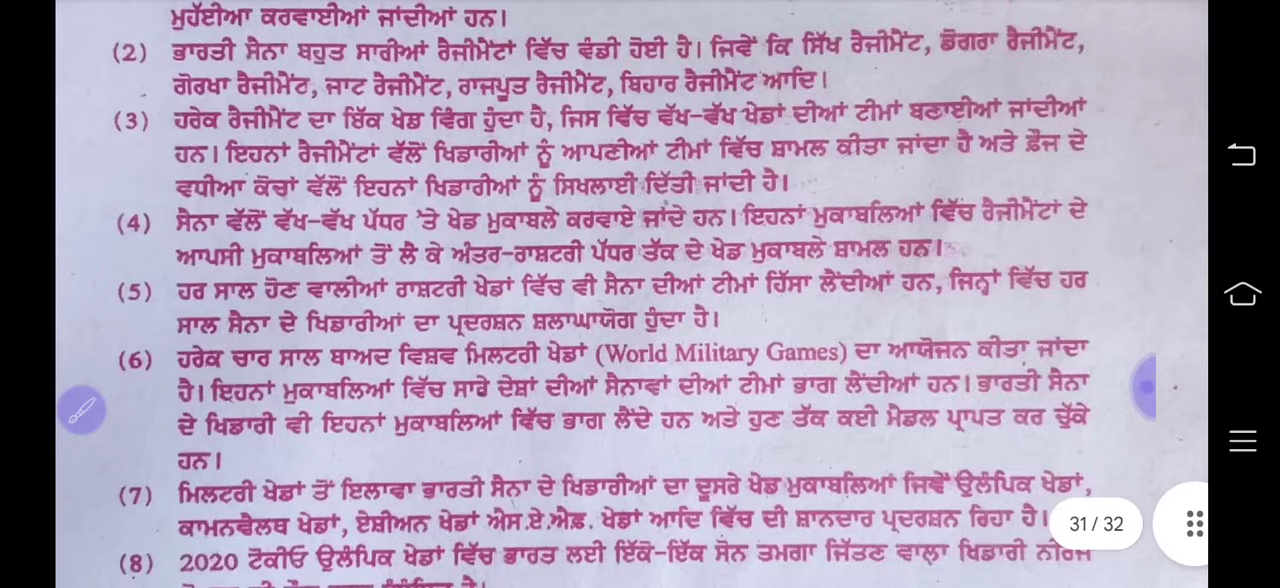 ਮੁਹੱਈਆ ਕਰਵਾਈਆਂ ਜਾਂਦੀਆਂ ਹਨ।
(2) ਭਾਰਤੀ ਸੈਨਾ ਬਹੁਤ ਸਾਰੀਆਂ ਰੈਜੀਮੈਂਟਾਂ ਵਿੱਚ ਵੰਡੀ ਹੋਈ ਹੈ। ਜਿਵੇਂ ਕਿ ਸਿੱਖ ਰੈਜੀਮੈਂਟ, ਡੋਗਰਾ ਰੈਜੀਮੈਂਟ,
ਗੋਰਖਾ ਰੈਜੀਮੈਂਟ, ਜਾਟ ਰੈਜੀਮੈਂਟ, ਰਾਜਪੂਤ ਰੈਜੀਮੈਂਟ, ਬਿਹਾਰ ਰੈਜੀਮੈਂਟ ਆਦਿ।
(3) ਹਰੇਕ ਰੈਜੀਮੈਂਟ ਦਾ ਇੱਕ ਖੇਡ ਵਿੰਗ ਹੁੰਦਾ ਹੈ, ਜਿਸ ਵਿੱਚ ਵੱਖ-ਵੱਖ ਖੇਡਾਂ ਦੀਆਂ ਟੀਮਾਂ ਬਣਾਈਆਂ ਜਾਂਦੀਆਂ
ਹਨ। ਇਹਨਾਂ ਰੈਜੀਮੈਂਟਾਂ ਵੱਲੋਂ ਖਿਡਾਰੀਆਂ ਨੂੰ ਆਪਣੀਆਂ ਟੀਮਾਂ ਵਿੱਚ ਸ਼ਾਮਲ ਕੀਤਾ ਜਾਂਦਾ ਹੈ ਅਤੇ ਫ਼ੌਜ ਦੇ
ਵਧੀਆ ਕੋਚਾਂ ਵੱਲੋਂ ਇਹਨਾਂ ਖਿਡਾਰੀਆਂ ਨੂੰ ਸਿਖਲਾਈ ਦਿੱਤੀ ਜਾਂਦੀ ਹੈ।
(4) ਸੈਨਾ ਵੱਲੋਂ ਵੱਖ-ਵੱਖ ਪੱਧਰ 'ਤੇ ਖੇਡ ਮੁਕਾਬਲੇ ਕਰਵਾਏ ਜਾਂਦੇ ਹਨ। ਇਹਨਾਂ ਮੁਕਾਬਲਿਆਂ ਵਿੱਚ ਰੈਜੀਮੈਂਟਾਂ ਦੇ
ਆਪਸੀ ਮੁਕਾਬਲਿਆਂ ਤੋਂ ਲੈ ਕੇ ਅੰਤਰ-ਰਾਸ਼ਟਰੀ ਪੱਧਰ ਤੱਕ ਦੇ ਖੇਡ ਮੁਕਾਬਲੇ ਸ਼ਾਮਲ ਹਨ।
(5) ਹਰ ਸਾਲ ਹੋਣ ਵਾਲੀਆਂ ਰਾਸ਼ਟਰੀ ਖੇਡਾਂ ਵਿੱਚ ਵੀ ਸੈਨਾ ਦੀਆਂ ਟੀਮਾਂ ਹਿੱਸਾ ਲੈਂਦੀਆਂ ਹਨ, ਜਿਨ੍ਹਾਂ ਵਿੱਚ ਹਰ
ਸਾਲ ਸੈਨਾ ਦੇ ਖਿਡਾਰੀਆਂ ਦਾ ਪ੍ਰਦਰਸ਼ਨ ਸ਼ਲਾਘਾਯੋਗ ਹੁੰਦਾ ਹੈ।
(6) ਹਰੇਕ ਚਾਰ ਸਾਲ ਬਾਅਦ ਵਿਸ਼ਵ ਮਿਲਟਰੀ ਖੇਡਾਂ (World Military Games) ਦਾ ਆਯੋਜਨ ਕੀਤਾ ਜਾਂਦਾ
ਹੈ। ਇਹਨਾਂ ਮੁਕਾਬਲਿਆਂ ਵਿੱਚ ਸਾਰੇ ਦੇਸ਼ਾਂ ਦੀਆਂ ਸੈਨਾਵਾਂ ਦੀਆਂ ਟੀਮਾਂ ਭਾਗ ਲੈਂਦੀਆਂ ਹਨ। ਭਾਰਤੀ ਸੈਨਾ
ਦੇ ਖਿਡਾਰੀ ਵੀ ਇਹਨਾਂ ਮੁਕਾਬਲਿਆਂ ਵਿੱਚ ਭਾਗ ਲੈਂਦੇ ਹਨ ਅਤੇ ਹੁਣ ਤੱਕ ਕਈ ਮੈਡਲ ਪ੍ਰਾਪਤ ਕਰ ਚੁੱਕੇ
ਹਨ।
(7) ਮਿਲਟਰੀ ਖੇਡਾਂ ਤੋਂ ਇਲਾਵਾ ਭਾਰਤੀ ਸੈਨਾ ਦੇ ਖਿਡਾਰੀਆਂ ਦਾ ਦੂਸਰੇ ਖੇਡ ਮੁਕਾਬਲਿਆਂ ਜਿਵੇਂ ਉਲੰਪਿਕ ਖੇਡਾਂ,
ਕਾਮਨਵੈਲਥ ਖੇਡਾਂ, ਏਸ਼ੀਅਨ ਖੇਡਾਂ ਐਸ.ਏ.ਐਫ਼. ਖੇਡਾਂ ਆਦਿ ਵਿੱਚ ਵੀ ਸ਼ਾਨਦਾਰ ਪ੍ਰਦਰਸ਼ਨ ਰਿਹਾ ਹੈ।
31 / 32
(8) 2020 ਟੋਕੀਓ ਉਲੰਪਿਕ ਖੇਡਾਂ ਵਿੱਚ ਭਾਰਤ ਲਈ ਇੱਕੋ-ਇੱਕ ਸੋਨ ਤਮਗਾ ਜਿੱਤਣ ਵਾਲਾ ਖਿਡਾਰੀ ਨੀਰਜ